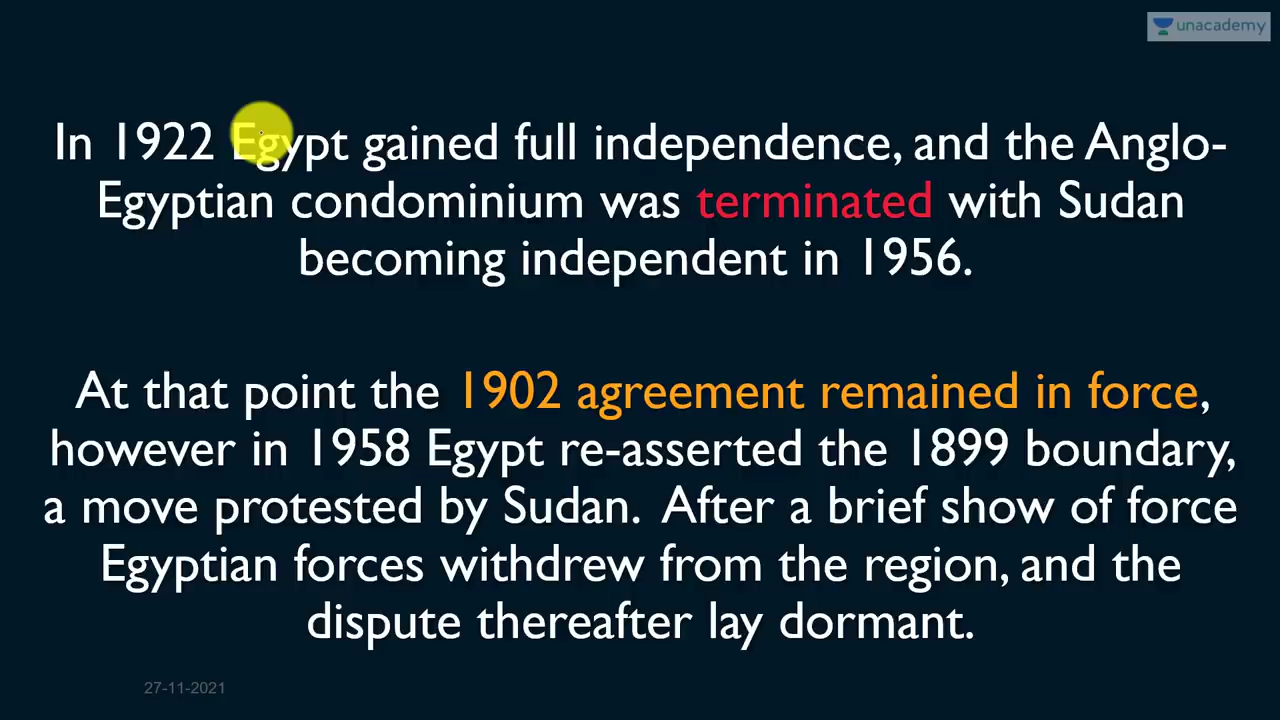 unacademy
In 1922 Egypt gained full independence, and the Anglo-
Egyptian condominium was terminated with Sudan
becoming independent in 1956.
At that point the 1902 agreement remained in force,
however in 1958 Egypt re-asserted the 1899 boundary,
a move protested by Sudan. After a brief show of force
Egyptian forces withdrew from the region, and the
dispute thereafter lay dormant.
27-11-2021